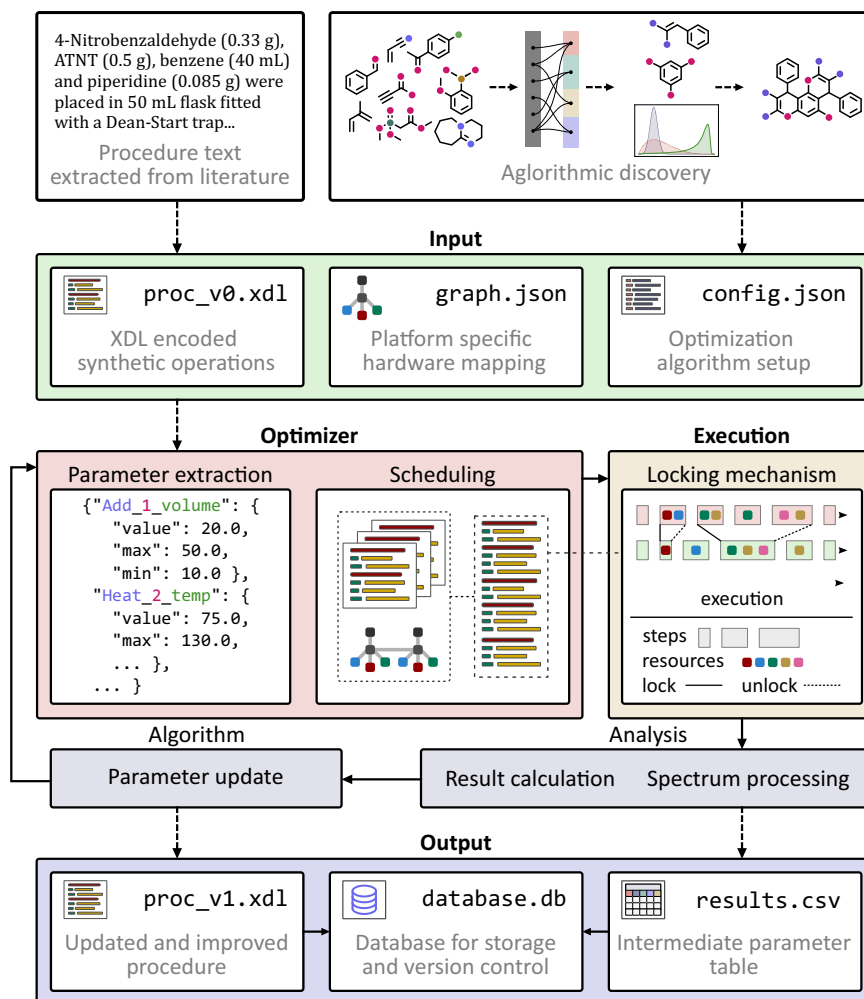 4-Nitrobenzaldehyde (0.33 g),
ATNT (0.5 g), benzene (40 mL)
and piperidine (0.085 g) were
placed in 50 mL flask fitted
with a Dean-Start trap...
Procedure text
extracted from literature
Aglorithmic discovery
Input
proc_v0.xdl
XDL encoded
synthetic operations
graph.json
Platform specific
hardware mapping
config.json
Optimization
algorithm setup
Optimizer
Execution
Parameter extraction
{"Add_1_volume": {
"value": 20.0,
"max": 50.0,
"min": 10.0 },
"Heat_2_temp": {
"value": 75.0,
"max": 130.0,
... },
... }
Scheduling
Locking mechanism
execution
steps
resources
lock
unlock
Algorithm
Analysis
Parameter update
Result calculation
Spectrum processing
Output
proc_v1.xdl
Updated and improved
procedure
database.db
Database for storage
and version control
results.csv
Intermediate parameter
table